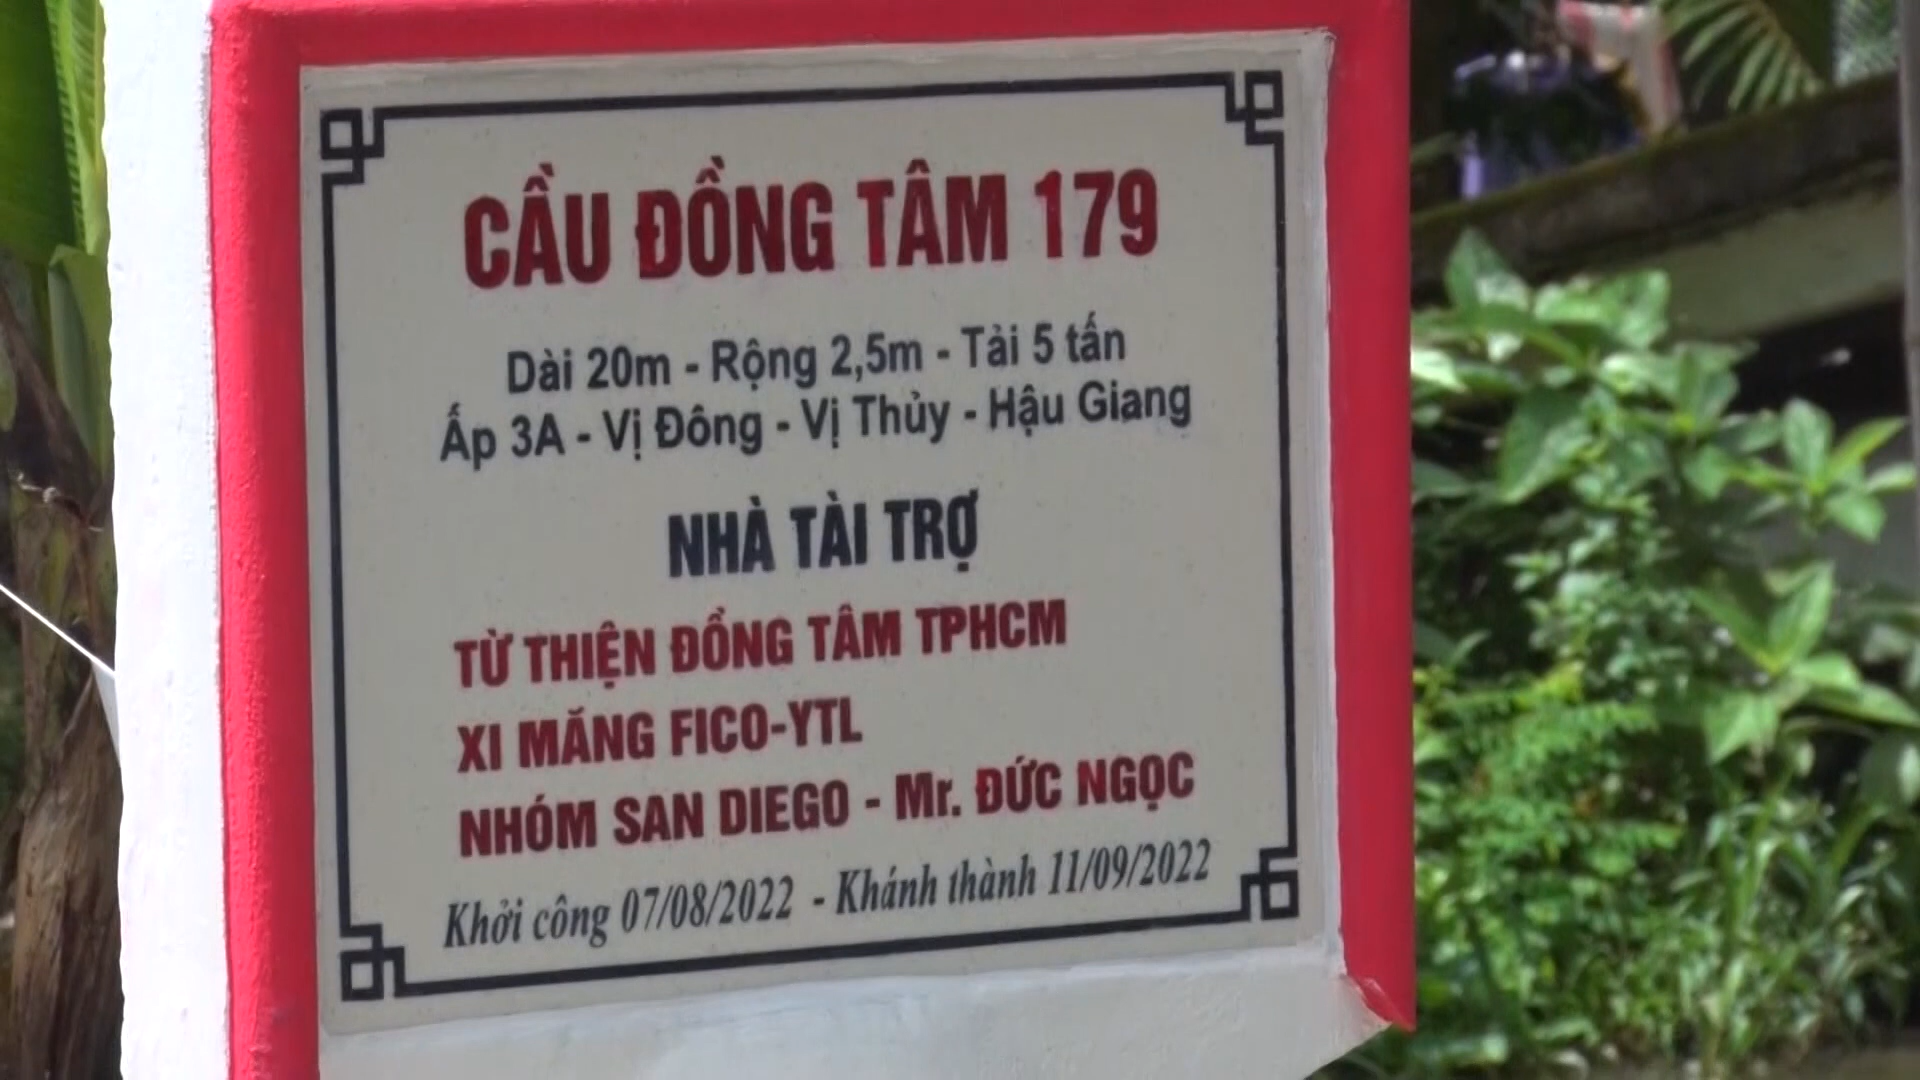 CẦU ĐỒNG TÂM 179
Dài 20m - Rộng 2,5m - Tải 5 tấn
Ấp 3A - Vị Đông - Vị Thủy - Hậu Giang
NHÀ TÀI TRỢ
TỪ THIỆN ĐỒNG TÂM TPHCM
XI MĂNG FICO-YTL
NHÓM SAN DIEGO - Mr. ĐỨC NGỌC
Khởi công 07/08/2022 - Khánh thành 11/09/2022